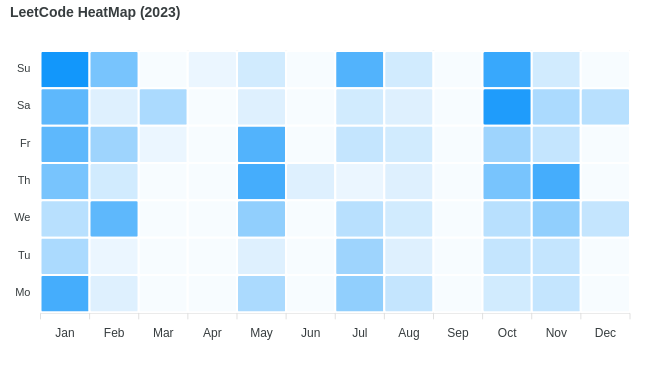 LeetCode HeatMap (2023)
Su
Sa
Fr
Th
We
Tu
Mo
Jan Feb Mar Apr May Jun Jul Aug Sep Oct Nov Dec